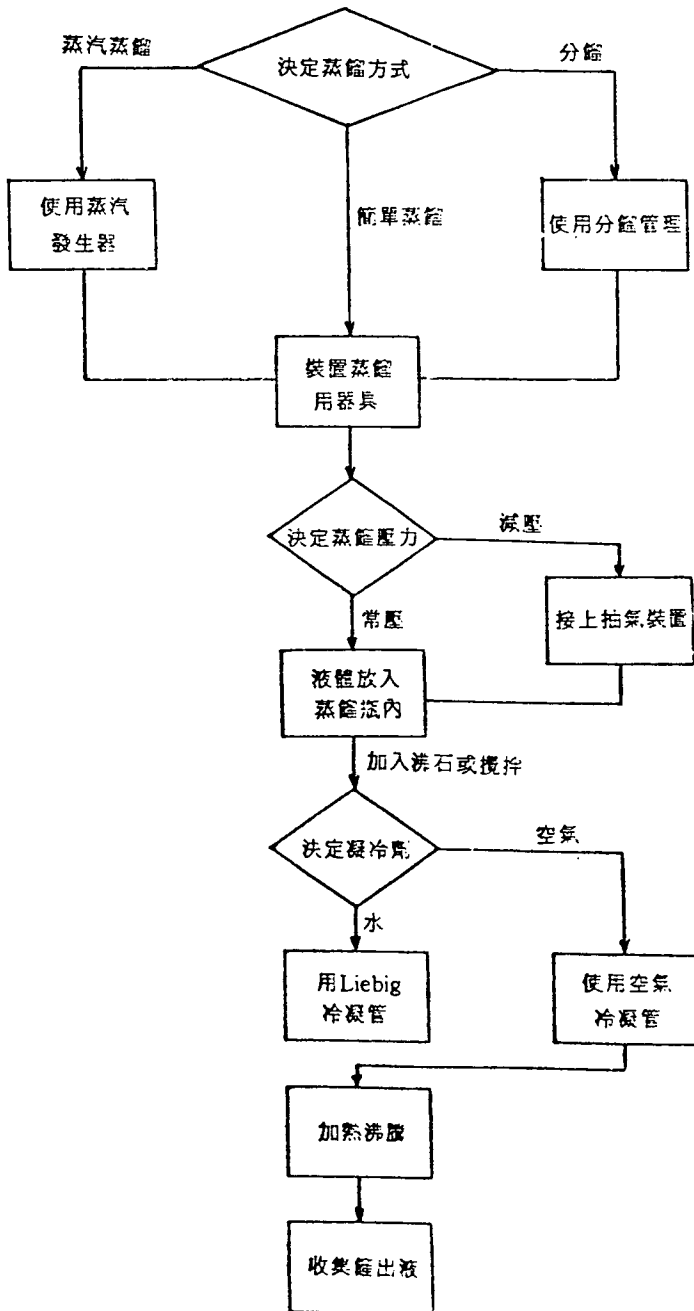 蒸汽蒸餾
決定蒸餾方式
分餾
使用蒸汽
發生器
簡單蒸餾
使用分餾管理
裝置蒸餾
用器具
決定蒸餾壓力
減壓
常壓
接上抽氣裝置
液體放入
蒸餾瓶內
加入沸石或攪拌
決定凝冷劑
空氣
水
用Liebig
冷凝管
使用空氣
冷凝管
加熱沸騰
收集餾出液